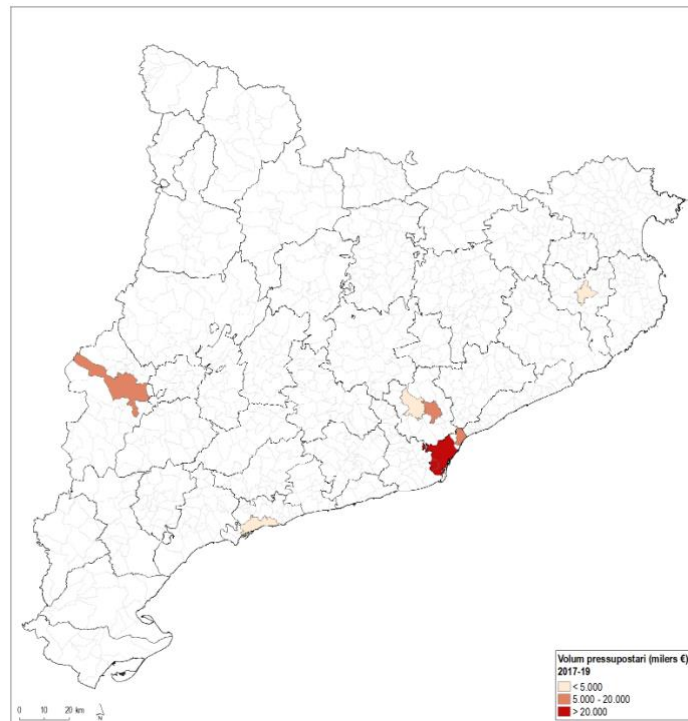 Volum pressupostari (milers €)
2017-19
< 5.000
5.000 - 20.000
> 20.000
0 10 20 km
N